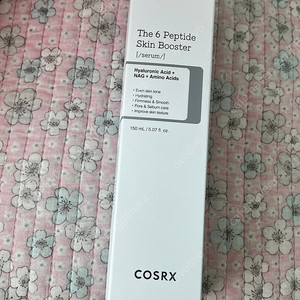 The 6 Peptide
Skin Booster
[/serum/]
Hyaluronic Acid +
NAG + Amino Acids
• Even skin tone
• Hydrating
• Firmness & Smooth
• Pore & Sebum care
• Improve skin texture
150 mL / 5.07 fl. oz.
COSRX